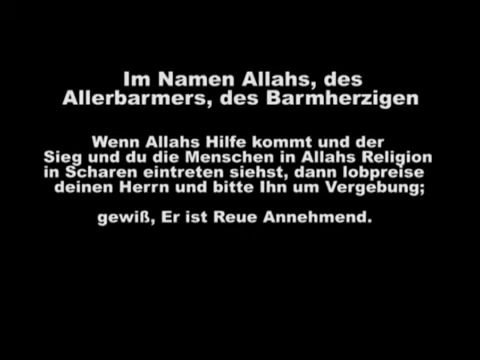 Im Namen Allahs, des
Allerbarmers, des Barmherzigen
Wenn Allahs Hilfe kommt und der
Sieg und du die Menschen in Allahs Religion
in Scharen eintreten siehst, dann lobpreise
deinen Herrn und bitte Ihn um Vergebung;
gewiß, Er ist Reue Annehmend.